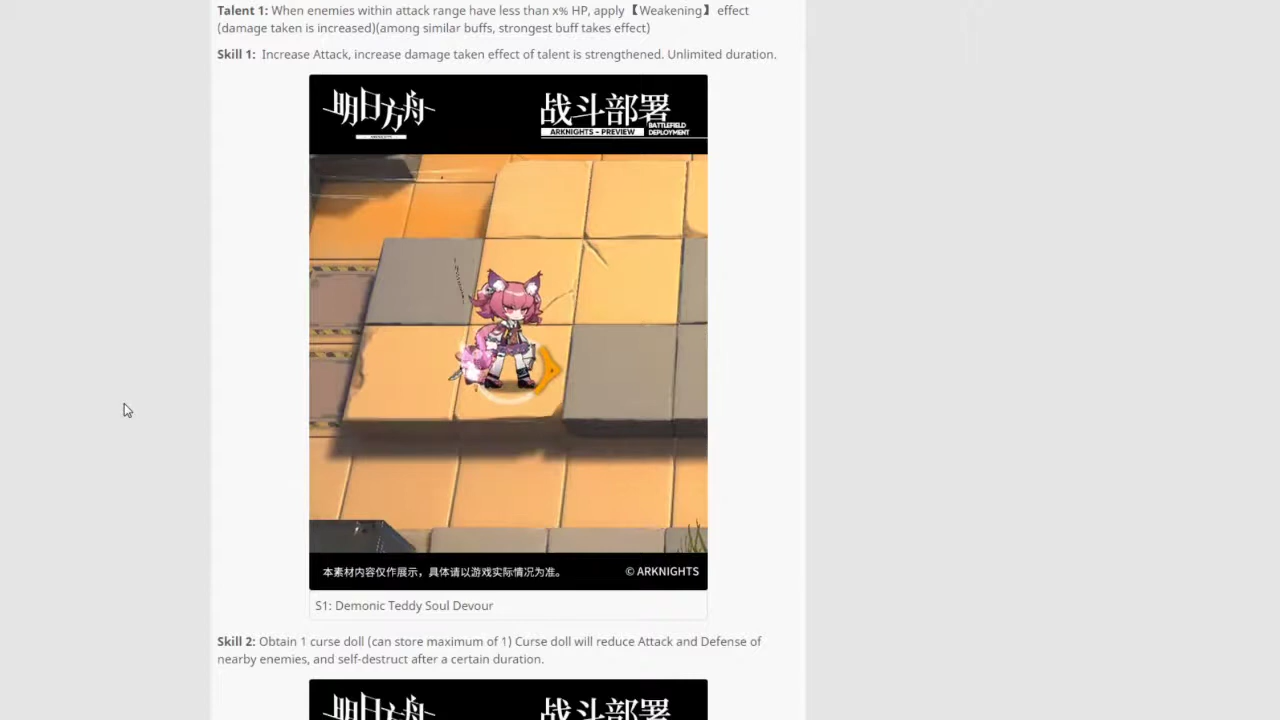 Talent 1: When enemies within attack range have less than x% HP, apply 【Weakening】 effect
(damage taken is increased)(among similar buffs, strongest buff takes effect)
Skill 1: Increase Attack, increase damage taken effect of talent is strengthened. Unlimited duration.
明日方舟
战斗部署
ARKNIGHTS - PREVIEW
BATTLEFIELD
DEPLOYMENT
本素材内容仅作展示，具体请以游戏实际情况为准。
© ARKNIGHTS
S1: Demonic Teddy Soul Devour
Skill 2: Obtain 1 curse doll (can store maximum of 1) Curse doll will reduce Attack and Defense of
nearby enemies, and self-destruct after a certain duration.
明日方舟
战斗部署